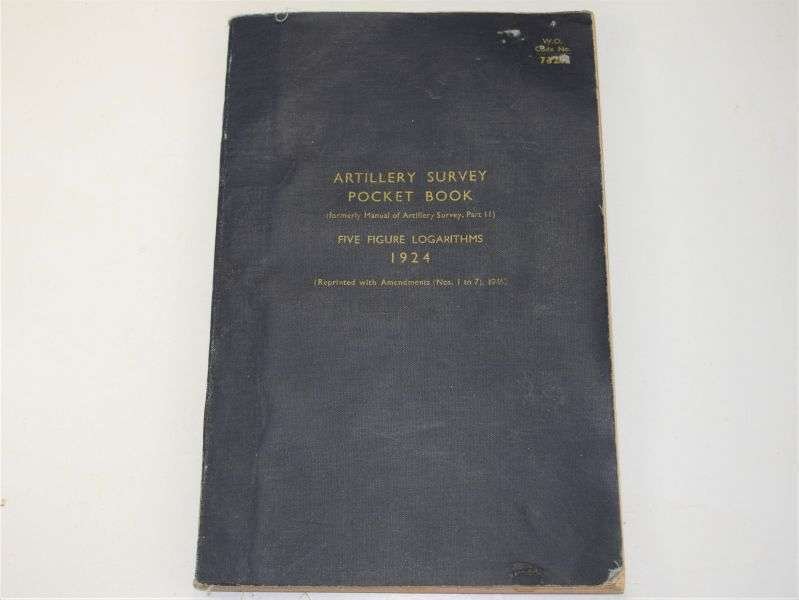 W.O.
Code No.
ARTILLERY SURVEY
POCKET BOOK
(formerly Manual of Artillery Survey, Part II)
FIVE FIGURE LOGARITHMS
1924
(Reprinted with Amendments (Nos. 1 to 7),